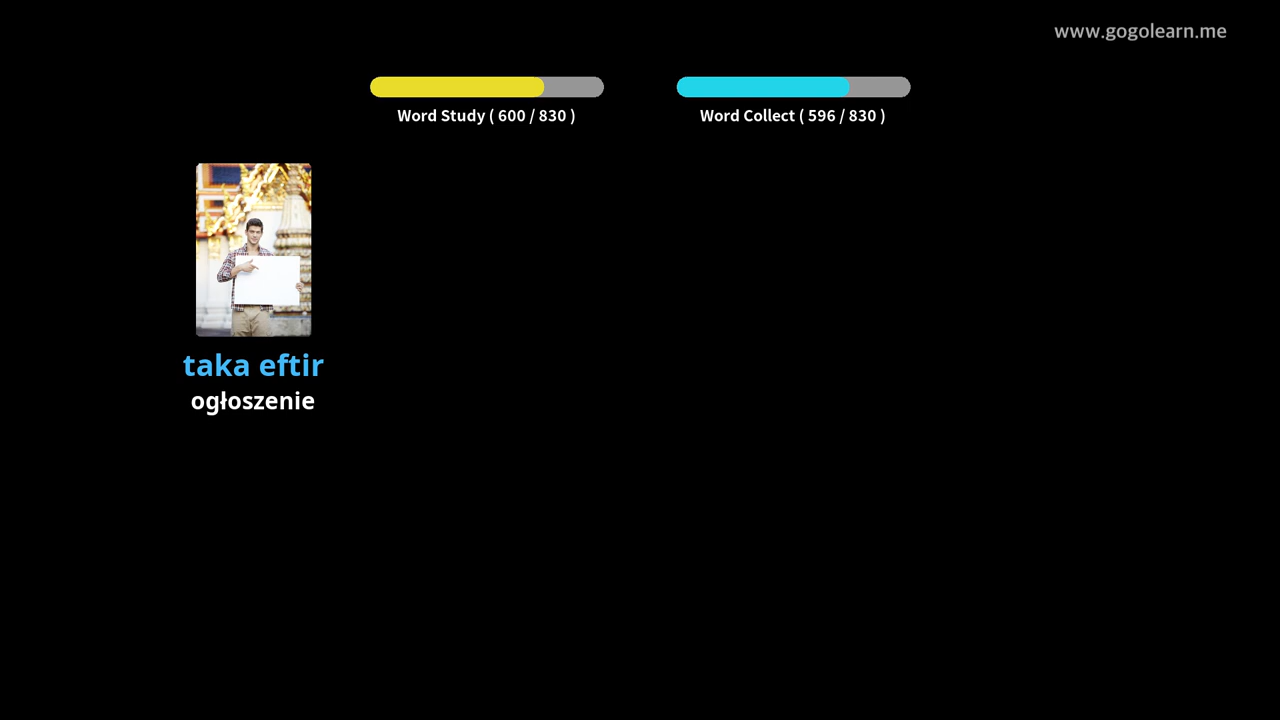 www.gogolearn.me
Word Study ( 600 / 830 )
Word Collect ( 596 / 830 )
taka eftir
ogłoszenie